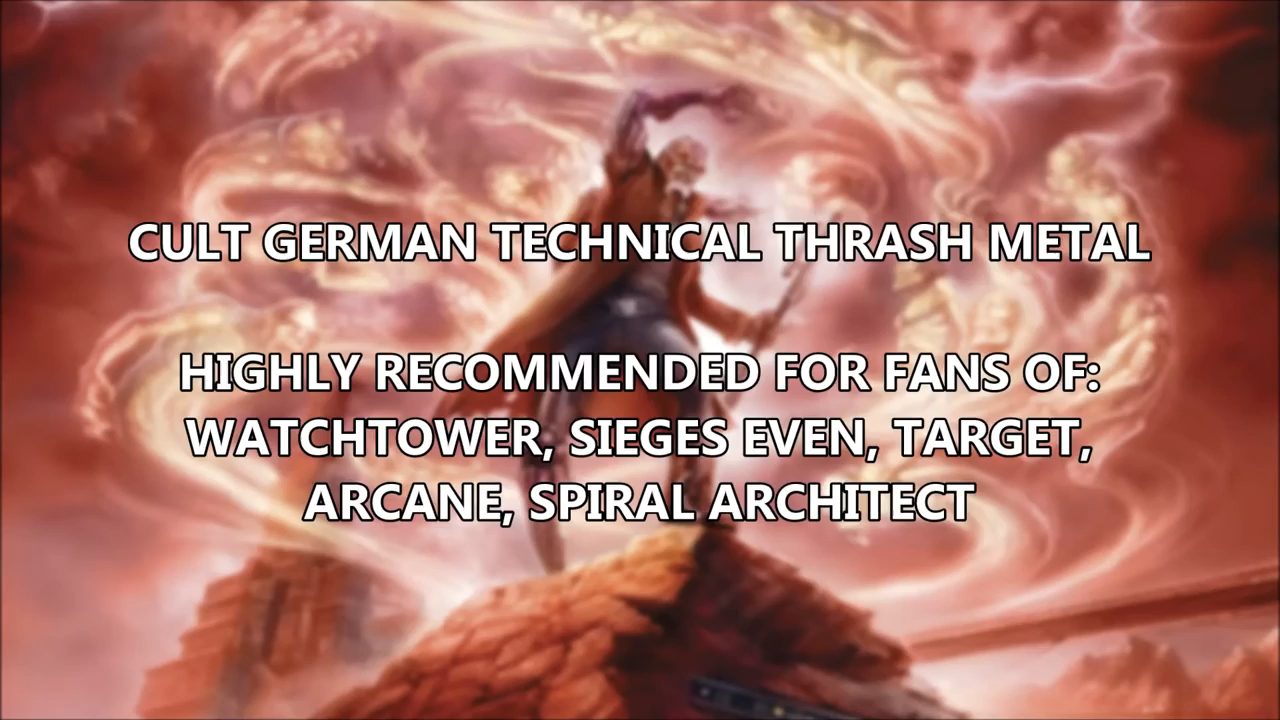 CULT GERMAN TECHNICAL THRASH METAL
HIGHLY RECOMMENDED FOR FANS OF:
WATCHTOWER, SIEGES EVEN, TARGET,
ARCANE, SPIRAL ARCHITECT